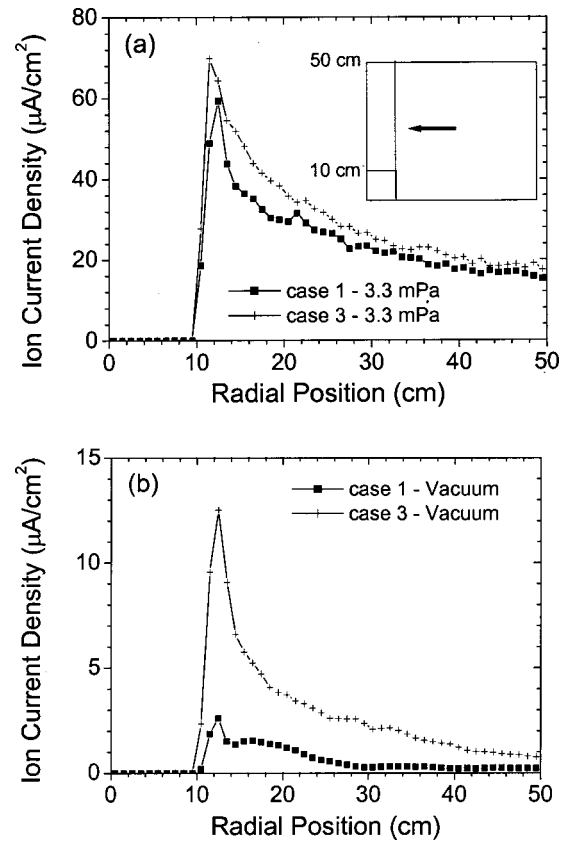 (a)
80
60
40
20
0
Ion Current Density (μA/cm²)
50 cm
10 cm
case 1 - 3.3 mPa
case 3 - 3.3 mPa
0 10 20 30 40 50
Radial Position (cm)
(b)
15
10
5
0
Ion Current Density (μA/cm²)
case 1 - Vacuum
case 3 - Vacuum
0 10 20 30 40 50
Radial Position (cm)